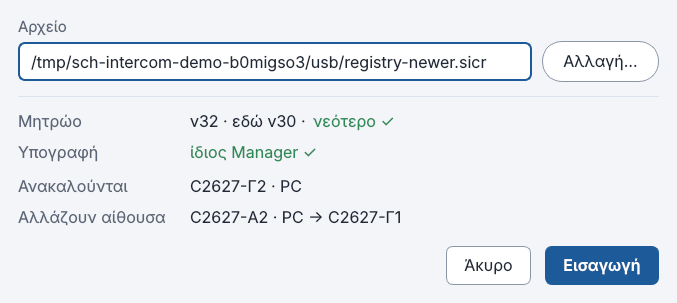 Αρχείο
/tmp/sch-intercom-demo-b0migso3/usb/registry-newer.sicr Αλλαγή…
Μητρώο v32 · εδώ v30 · νεότερο ✓
Υπογραφή ίδιος Manager ✓
Ανακαλούνται C2627-Γ2 · PC
Αλλάζουν αίθουσα C2627-A2 · PC → C2627-Γ1
Άκυρο Εισαγωγή